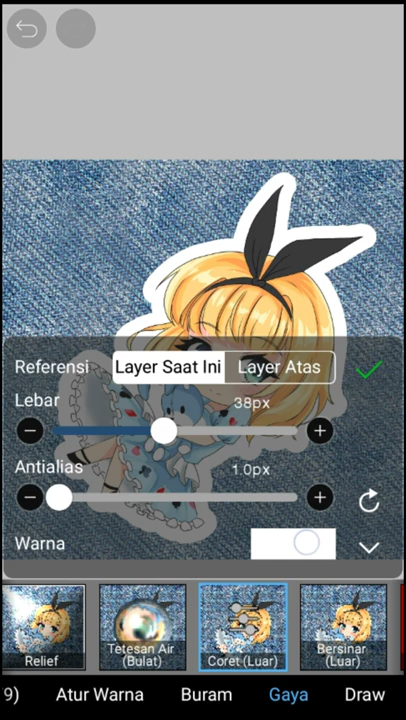 Referensi Layer Saat Ini Layer Atas
Lebar 38px
Antialias 1.0px
Warna
Relief
Tetesan Air
(Bulat)
Coret (Luar)
Bersinar
(Luar)
9) Atur Warna Buram Gaya Draw